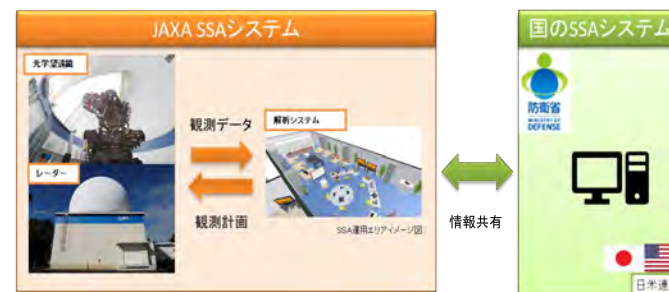 JAXA SSAシステム
国のSSAシステム
光学望遠鏡
防衛省
MINISTRY OF
DEFENSE
観測データ
解析システム
レーダー
観測計画
SSA運用エリアイメージ図
情報共有